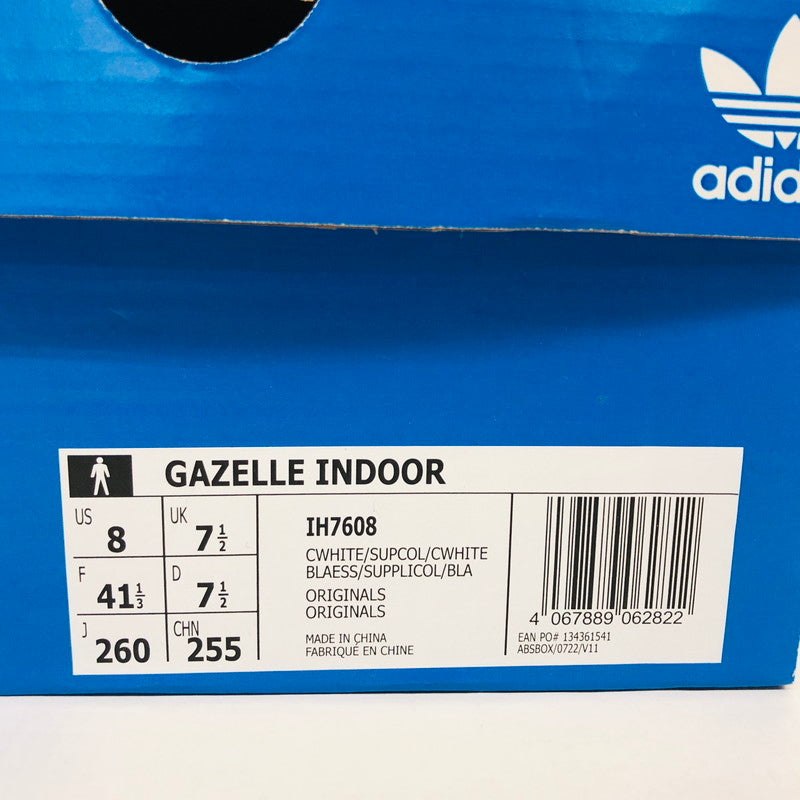 adid
GAZELLE INDOOR
US 8
UK 7 1/2
F 41 1/3
D 7 1/2
J 260
CHN 255
IH7608
CWHITE/SUPCOL/CWHITE
BLAESS/SUPPLICOL/BLA
ORIGINALS
ORIGINALS
MADE IN CHINA
FABRIQUÉ EN CHINE
4 067889 062822
EAN PO# 134361541
ABSBOX/0722/V11